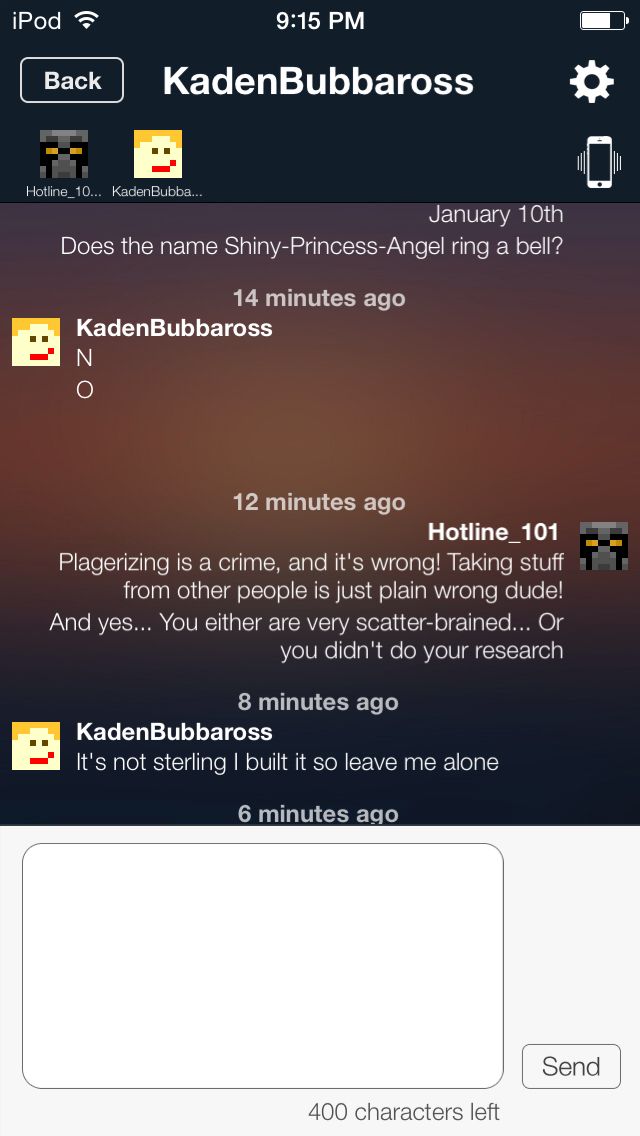 iPod 9:15 PM
Back KadenBubbaross
Hotline_10... KadenBubba...
January 10th
Does the name Shiny-Princess-Angel ring a bell?
14 minutes ago
KadenBubbaross
N
O
12 minutes ago
Hotline_101
Plagerizing is a crime, and it's wrong! Taking stuff
from other people is just plain wrong dude!
And yes... You either are very scatter-brained... Or
you didn't do your research
8 minutes ago
KadenBubbaross
It's not sterling I built it so leave me alone
6 minutes ago
Send
400 characters left